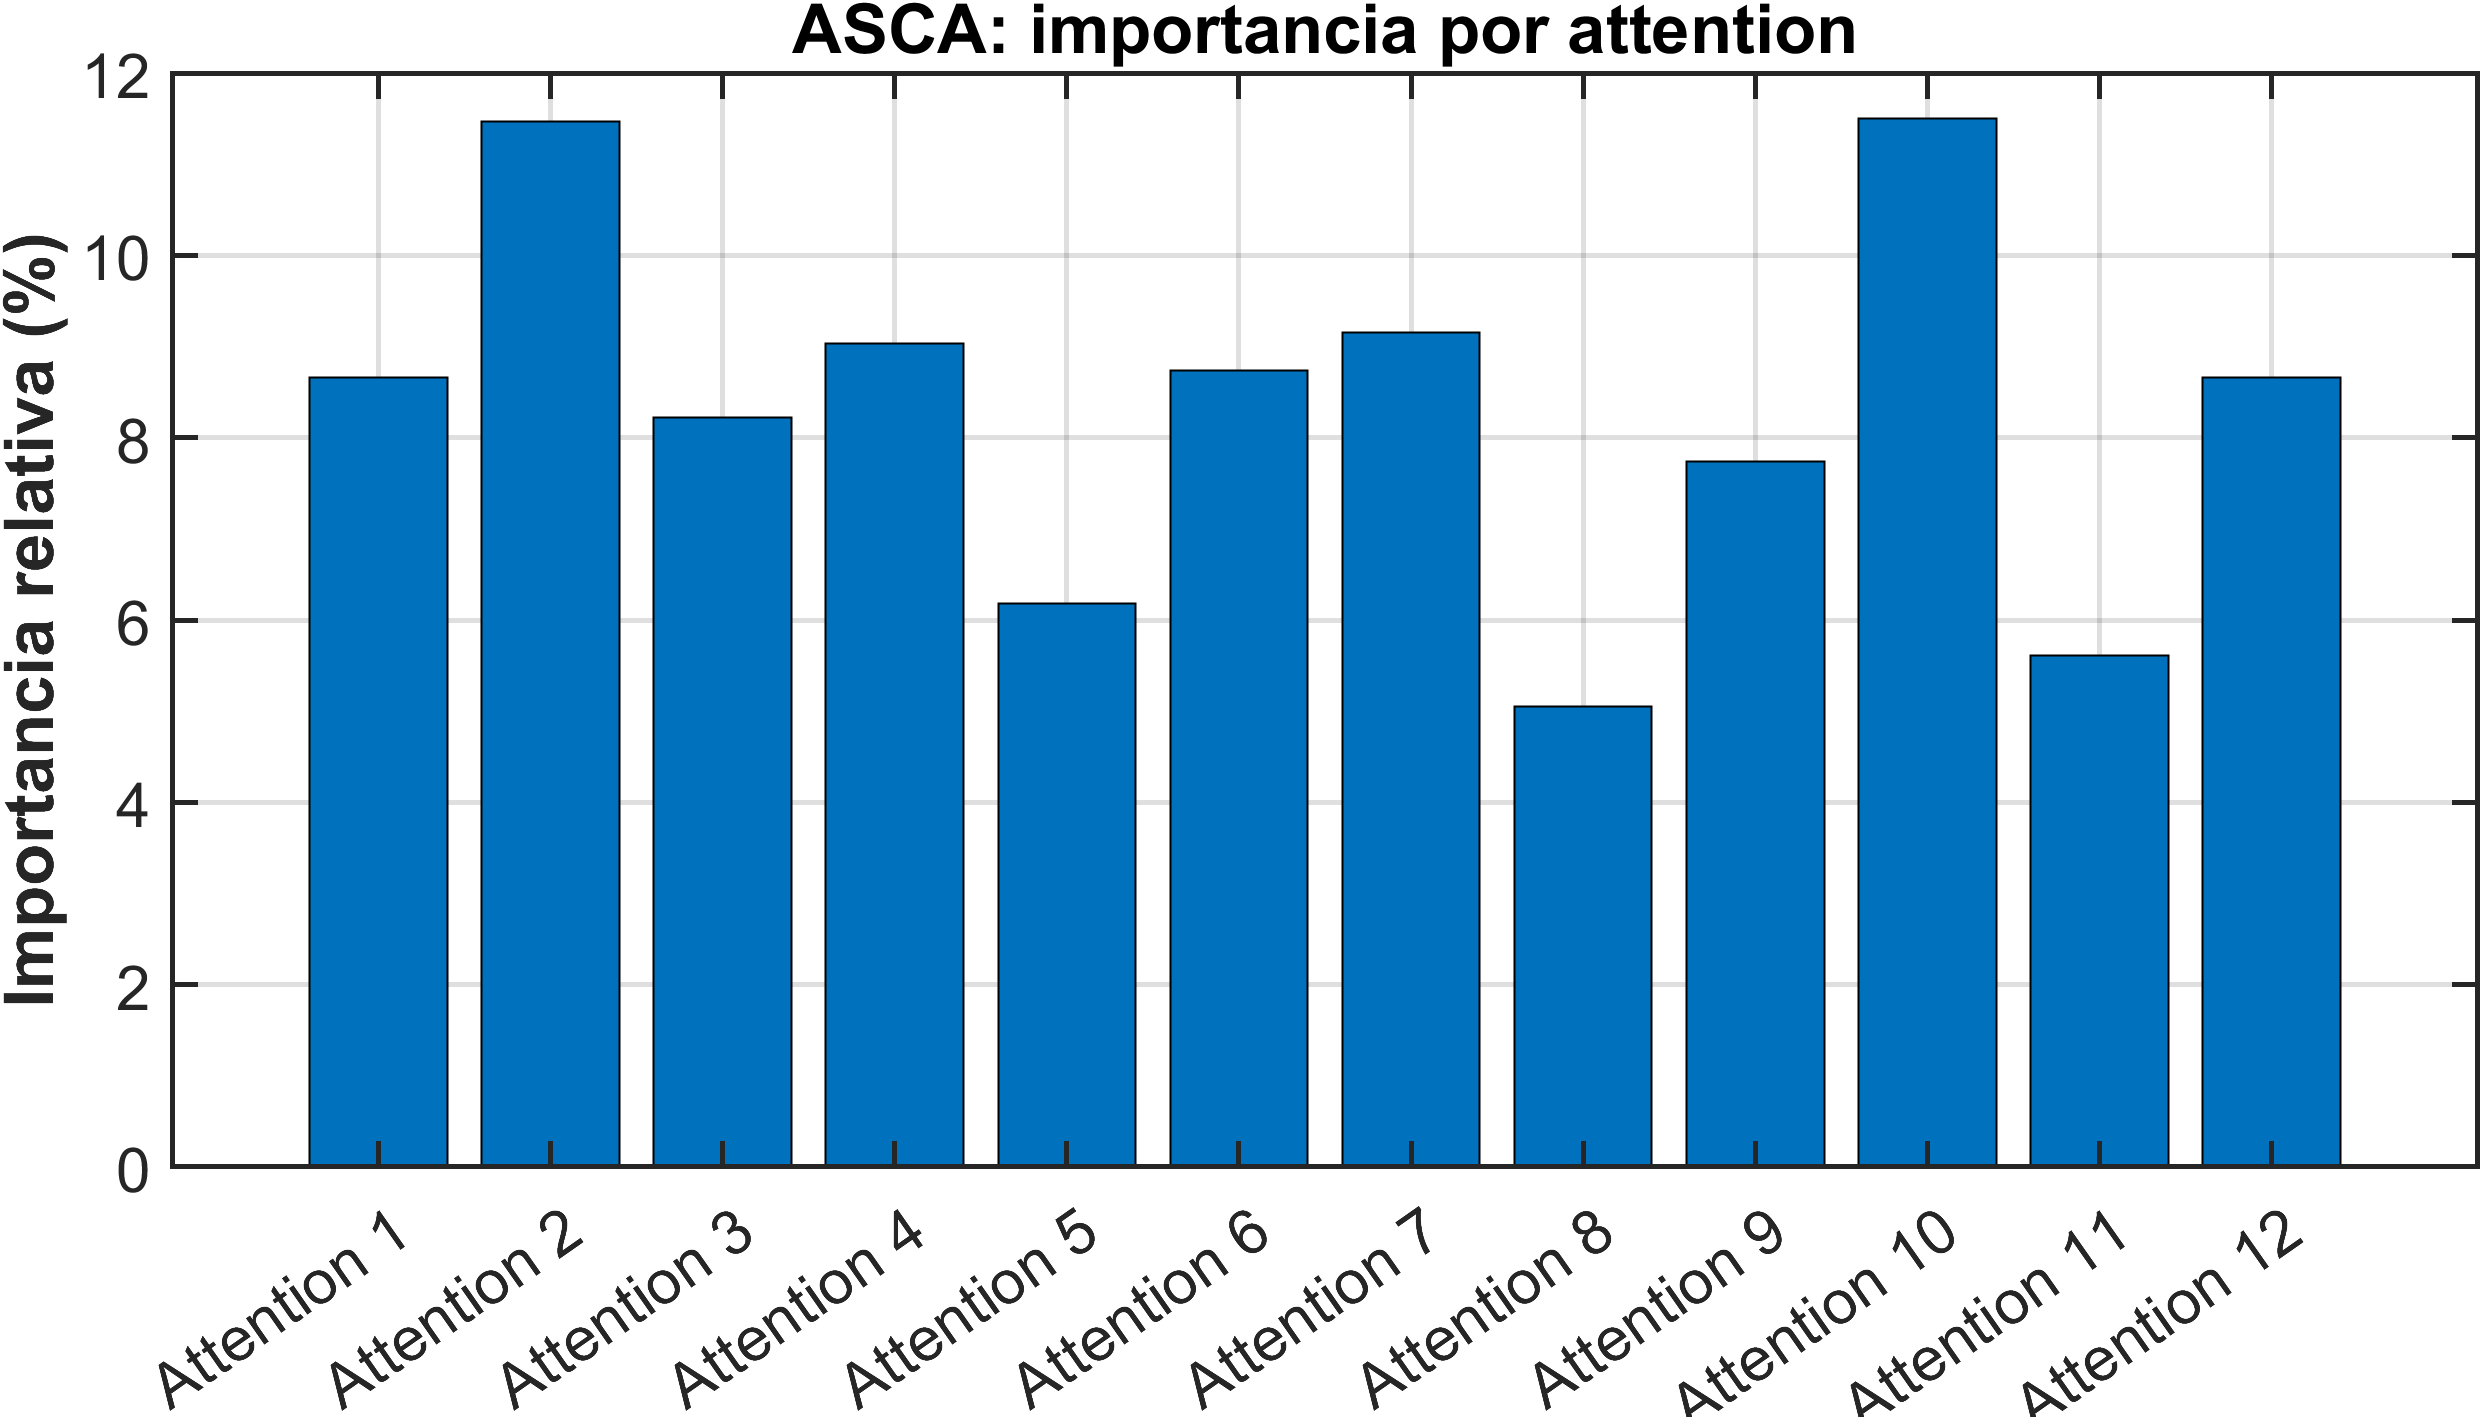 ASCA: importancia por attention
Importancia relativa (%)
12
10
8
6
4
2
0
Attention 1
Attention 2
Attention 3
Attention 4
Attention 5
Attention 6
Attention 7
Attention 8
Attention 9
Attention 10
Attention 11
Attention 12